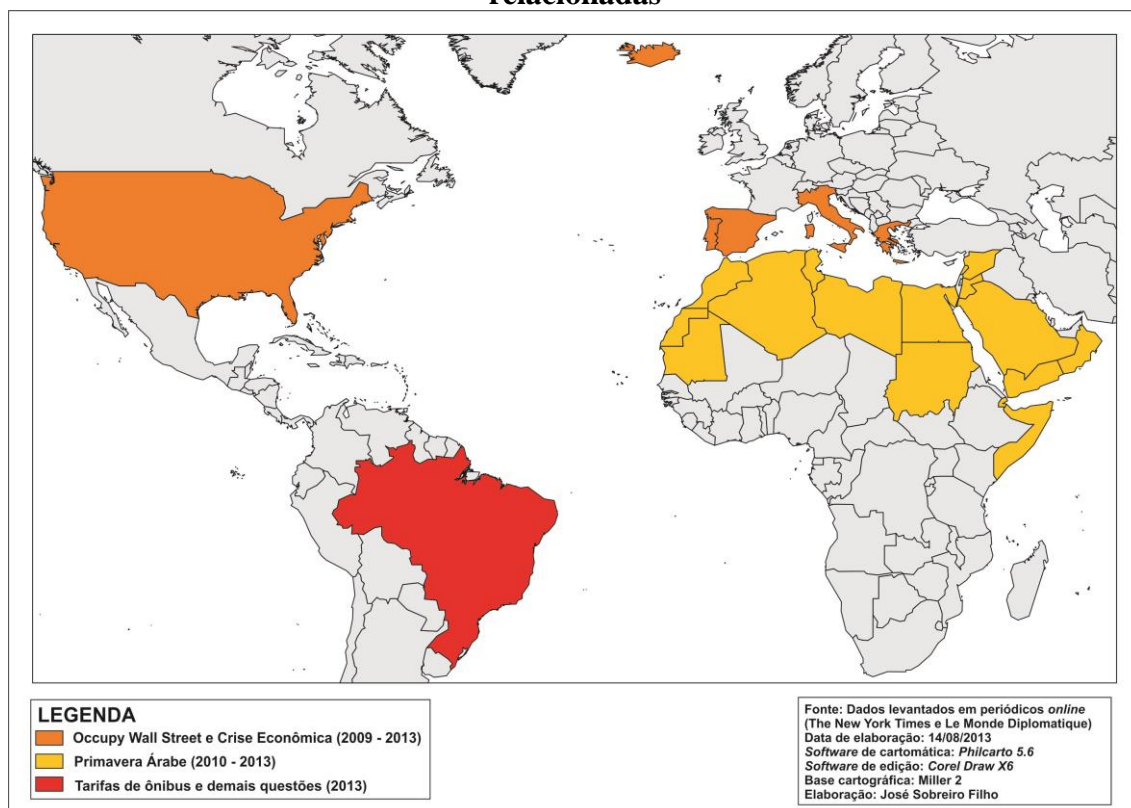 relacionadas
LEGENDA
Occupy Wall Street e Crise Econômica (2009 - 2013)
Primavera Árabe (2010 - 2013)
Tarifas de ônibus e demais questões (2013)
Fonte: Dados levantados em periódicos online
(The New York Times e Le Monde Diplomatique)
Data de elaboração: 14/08/2013
Software de cartomática: Philcarto 5.6
Software de edição: Corel Draw X6
Base cartográfica: Miller 2
Elaboração: José Sobreiro Filho